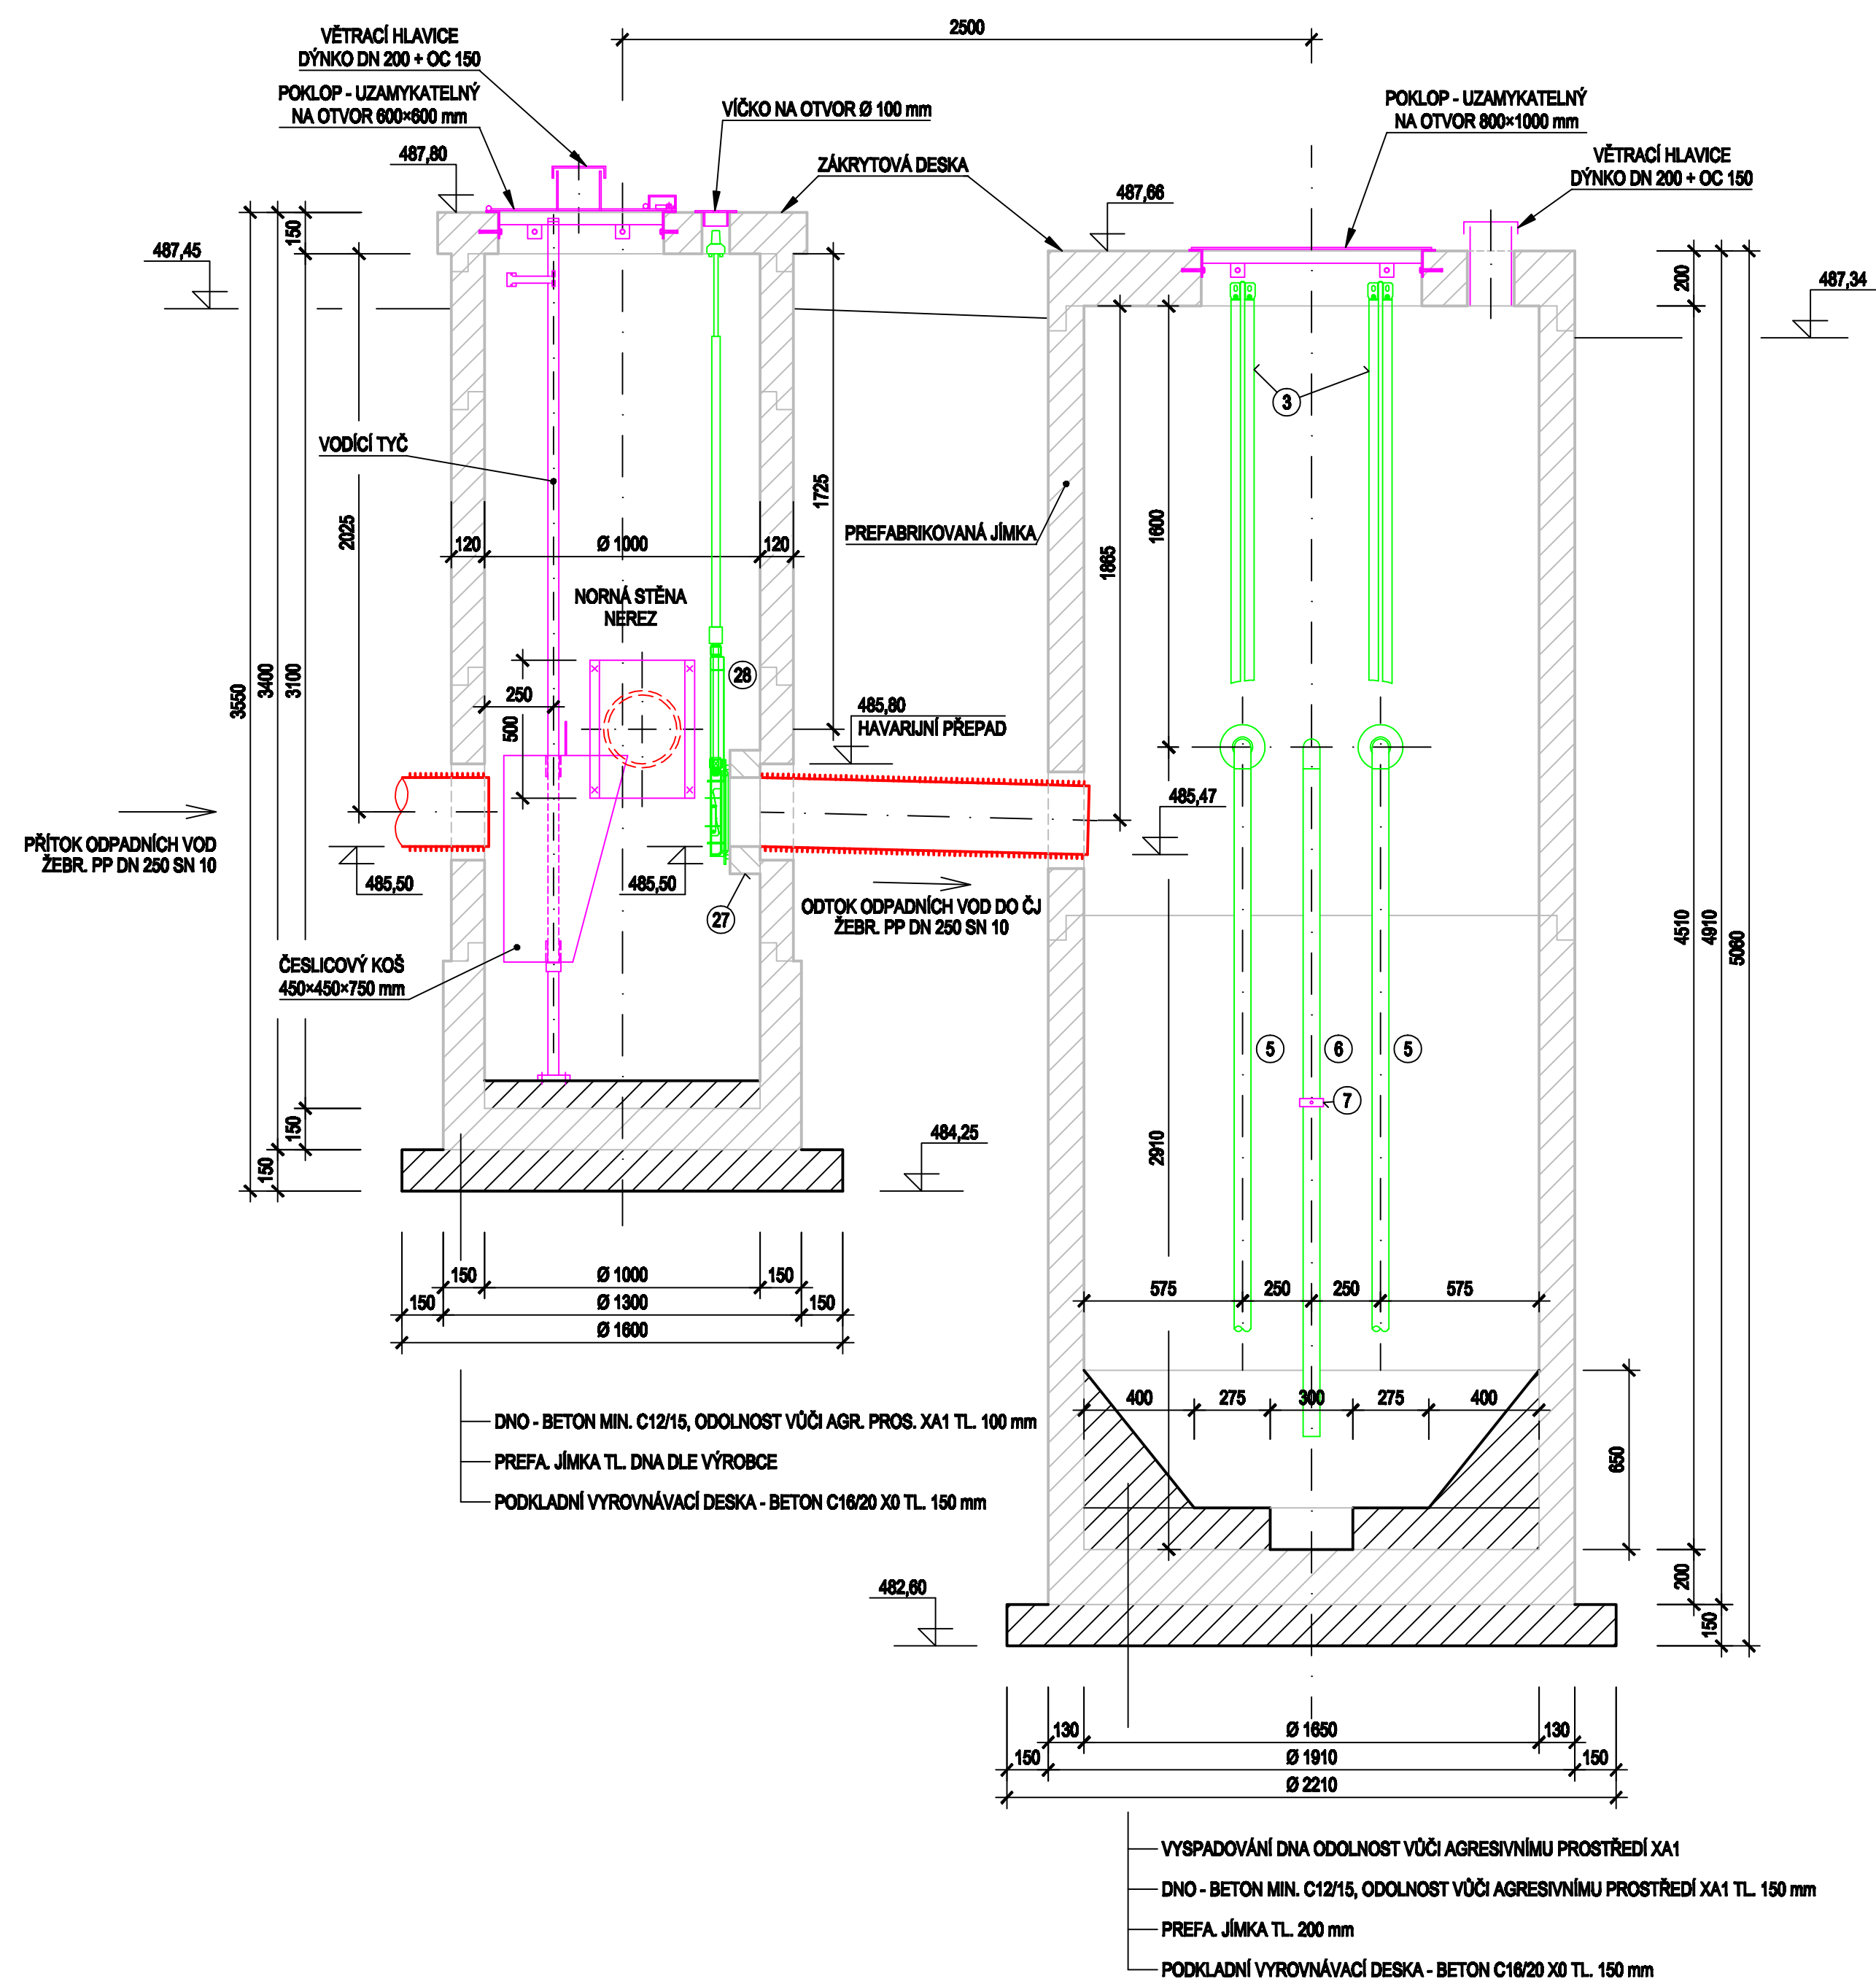 2500
VĚTRACÍ HLAVICE
DÝNKO DN 200 + OC 150
POKLOP - UZAMYKATELNÝ
NA OTVOR 600×600 mm
VÍČKO NA OTVOR Ø 100 mm
ZÁKRYTOVÁ DESKA
POKLOP - UZAMYKATELNÝ
NA OTVOR 800×1000 mm
VĚTRACÍ HLAVICE
DÝNKO DN 200 + OC 150
487,80
487,66
487,45
487,34
150
200
3
VODÍCÍ TYČ
2025
1725
1600
1865
PREFABRIKOVANÁ JÍMKA
120
Ø 1000
120
NORNÁ STĚNA
NEREZ
28
250
500
3550
3400
3100
485,80
HAVARIJNÍ PŘEPAD
485,47
PŘÍTOK ODPADNÍCH VOD
ŽEBR. PP DN 250 SN 10
485,50
485,50
27
ODTOK ODPADNÍCH VOD DO ČJ
ŽEBR. PP DN 250 SN 10
4510
4910
5060
ČESLICOVÝ KOŠ
450×450×750 mm
5
6
5
7
2910
150
150
484,25
150
Ø 1000
150
150
Ø 1300
150
Ø 1600
575
250
250
575
400
275
300
275
400
650
DNO - BETON MIN. C12/15, ODOLNOST VŮČI AGR. PROS. XA1 TL. 100 mm
PREFA. JÍMKA TL. DNA DLE VÝROBCE
PODKLADNÍ VYROVNÁVACÍ DESKA - BETON C16/20 X0 TL. 150 mm
482,60
200
150
130
Ø 1650
130
150
Ø 1910
150
Ø 2210
VYSPADOVÁNÍ DNA ODOLNOST VŮČI AGRESIVNÍMU PROSTŘEDÍ XA1
DNO - BETON MIN. C12/15, ODOLNOST VŮČI AGRESIVNÍMU PROSTŘEDÍ XA1 TL. 150 mm
PREFA. JÍMKA TL. 200 mm
PODKLADNÍ VYROVNÁVACÍ DESKA - BETON C16/20 X0 TL. 150 mm